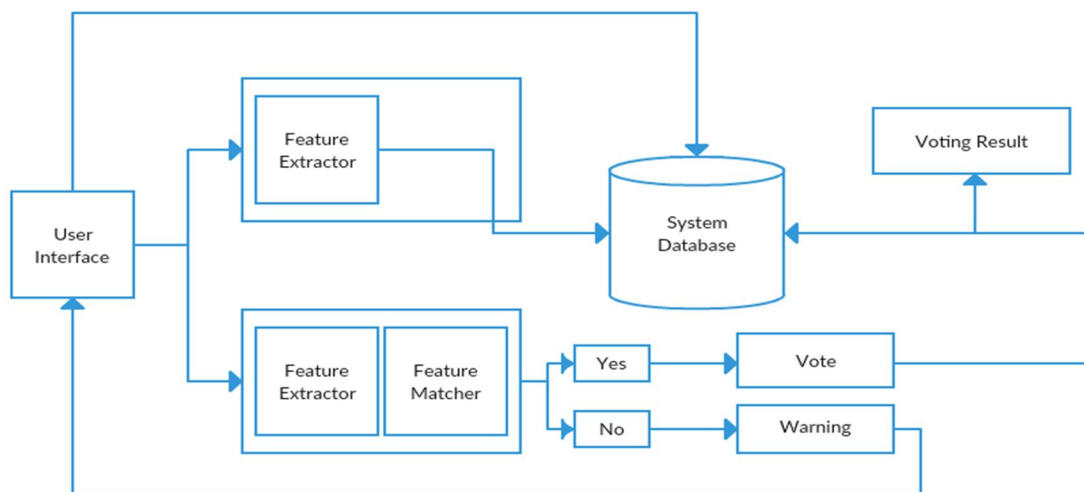 Feature
Extractor
Voting Result
User
Interface
System
Database
Feature
Extractor
Feature
Matcher
Yes
Vote
No
Warning